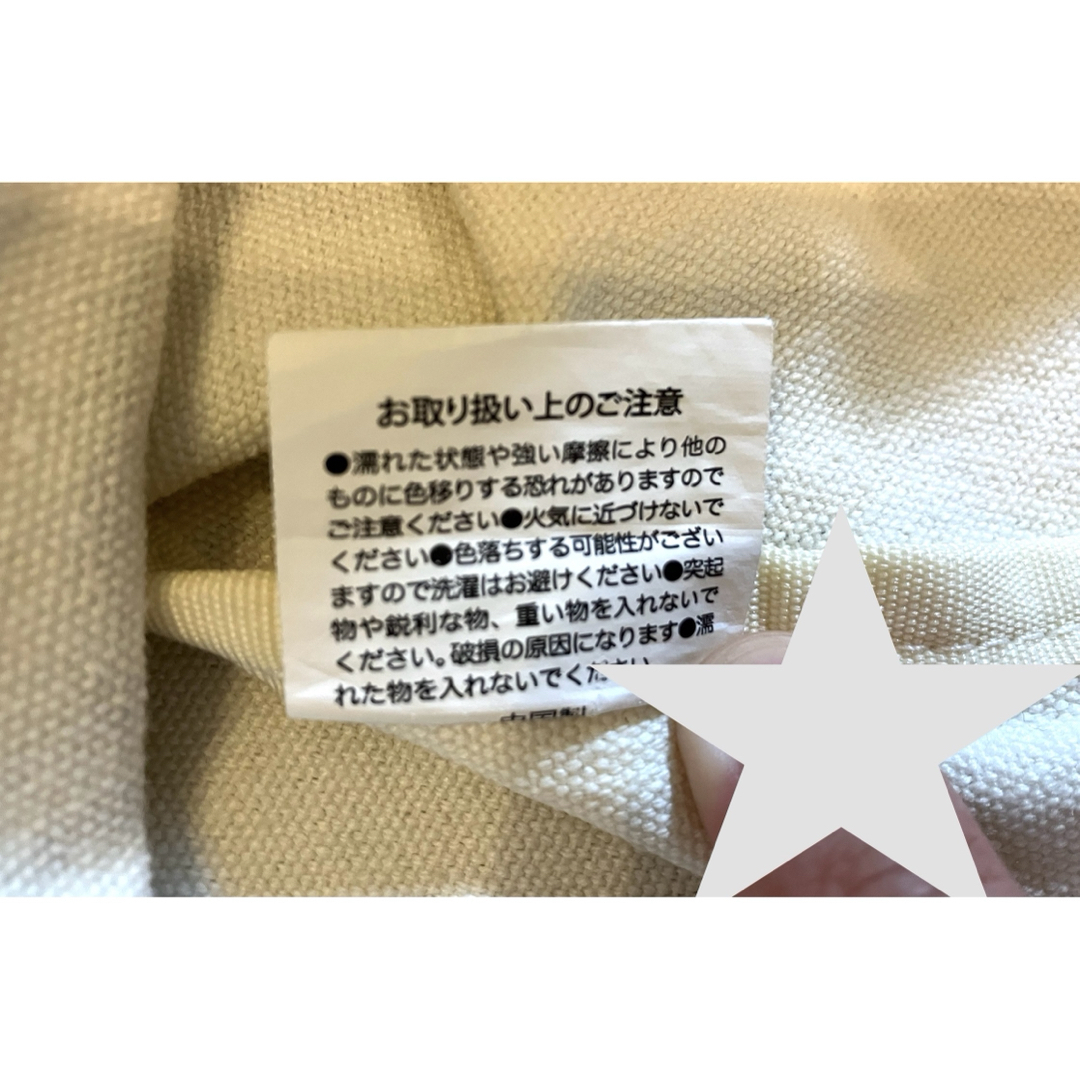 お取り扱い上のご注意
●濡れた状態や強い摩擦により他の
ものに色移りする恐れがありますので
ご注意ください●火気に近づけないで
ください●色落ちする可能性がござい
ますので洗濯はお避けください●突起
物や鋭利な物、重い物を入れないで
ください。破損の原因になります●濡
れた物を入れないでください
中国製